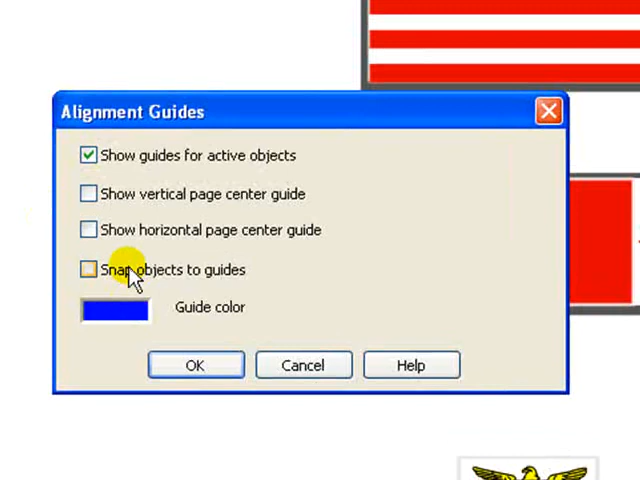 Alignment Guides
Show guides for active objects
Show vertical page center guide
Show horizontal page center guide
Snap objects to guides
Guide color
OK
Cancel
Help